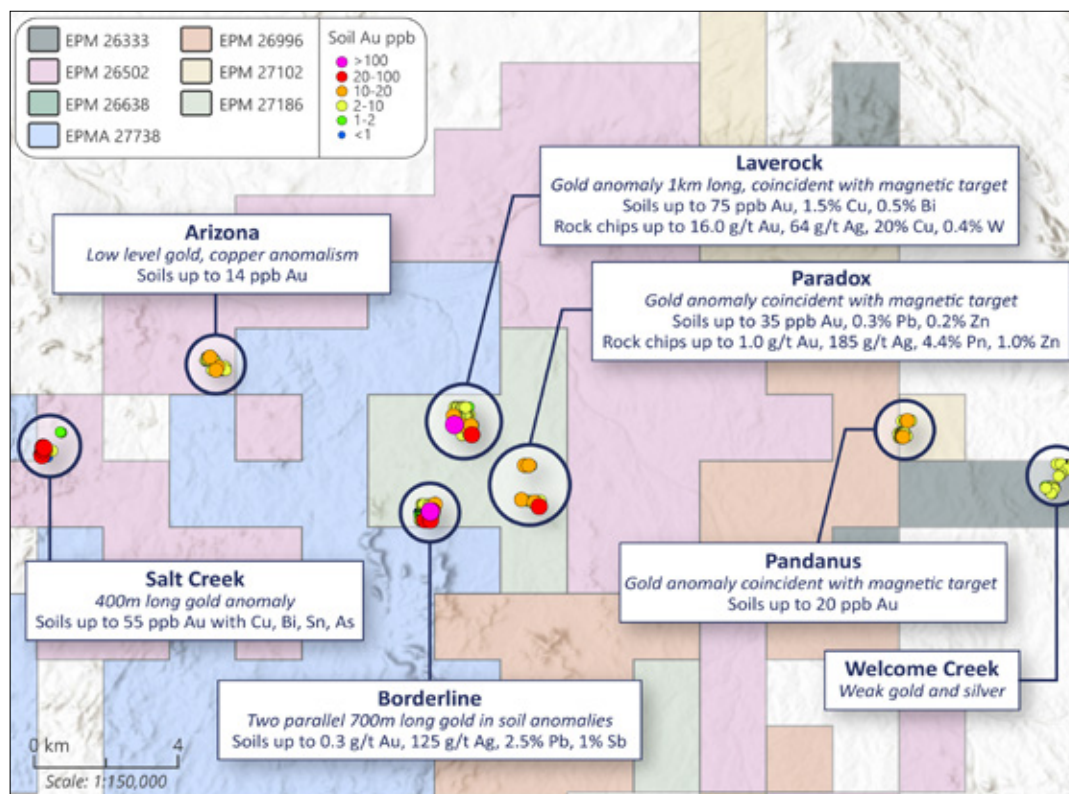 EPM 26333
EPM 26502
EPM 26638
EPMA 27738
EPM 26996
EPM 27102
EPM 27186
Soil Au ppb
>100
20-100
10-20
2-10
1-2
<1
Laverock
Gold anomaly 1km long, coincident with magnetic target
Soils up to 75 ppb Au, 1.5% Cu, 0.5% Bi
Rock chips up to 16.0 g/t Au, 64 g/t Ag, 20% Cu, 0.4% W
Arizona
Low level gold, copper anomalism
Soils up to 14 ppb Au
Paradox
Gold anomaly coincident with magnetic target
Soils up to 35 ppb Au, 0.3% Pb, 0.2% Zn
Rock chips up to 1.0 g/t Au, 185 g/t Ag, 4.4% Pn, 1.0% Zn
Salt Creek
400m long gold anomaly
Soils up to 55 ppb Au with Cu, Bi, Sn, As
Pandanus
Gold anomaly coincident with magnetic target
Soils up to 20 ppb Au
Welcome Creek
Weak gold and silver
Borderline
Two parallel 700m long gold in soil anomalies
Soils up to 0.3 g/t Au, 125 g/t Ag, 2.5% Pb, 1% Sb
0 km 4
Scale: 1:150,000